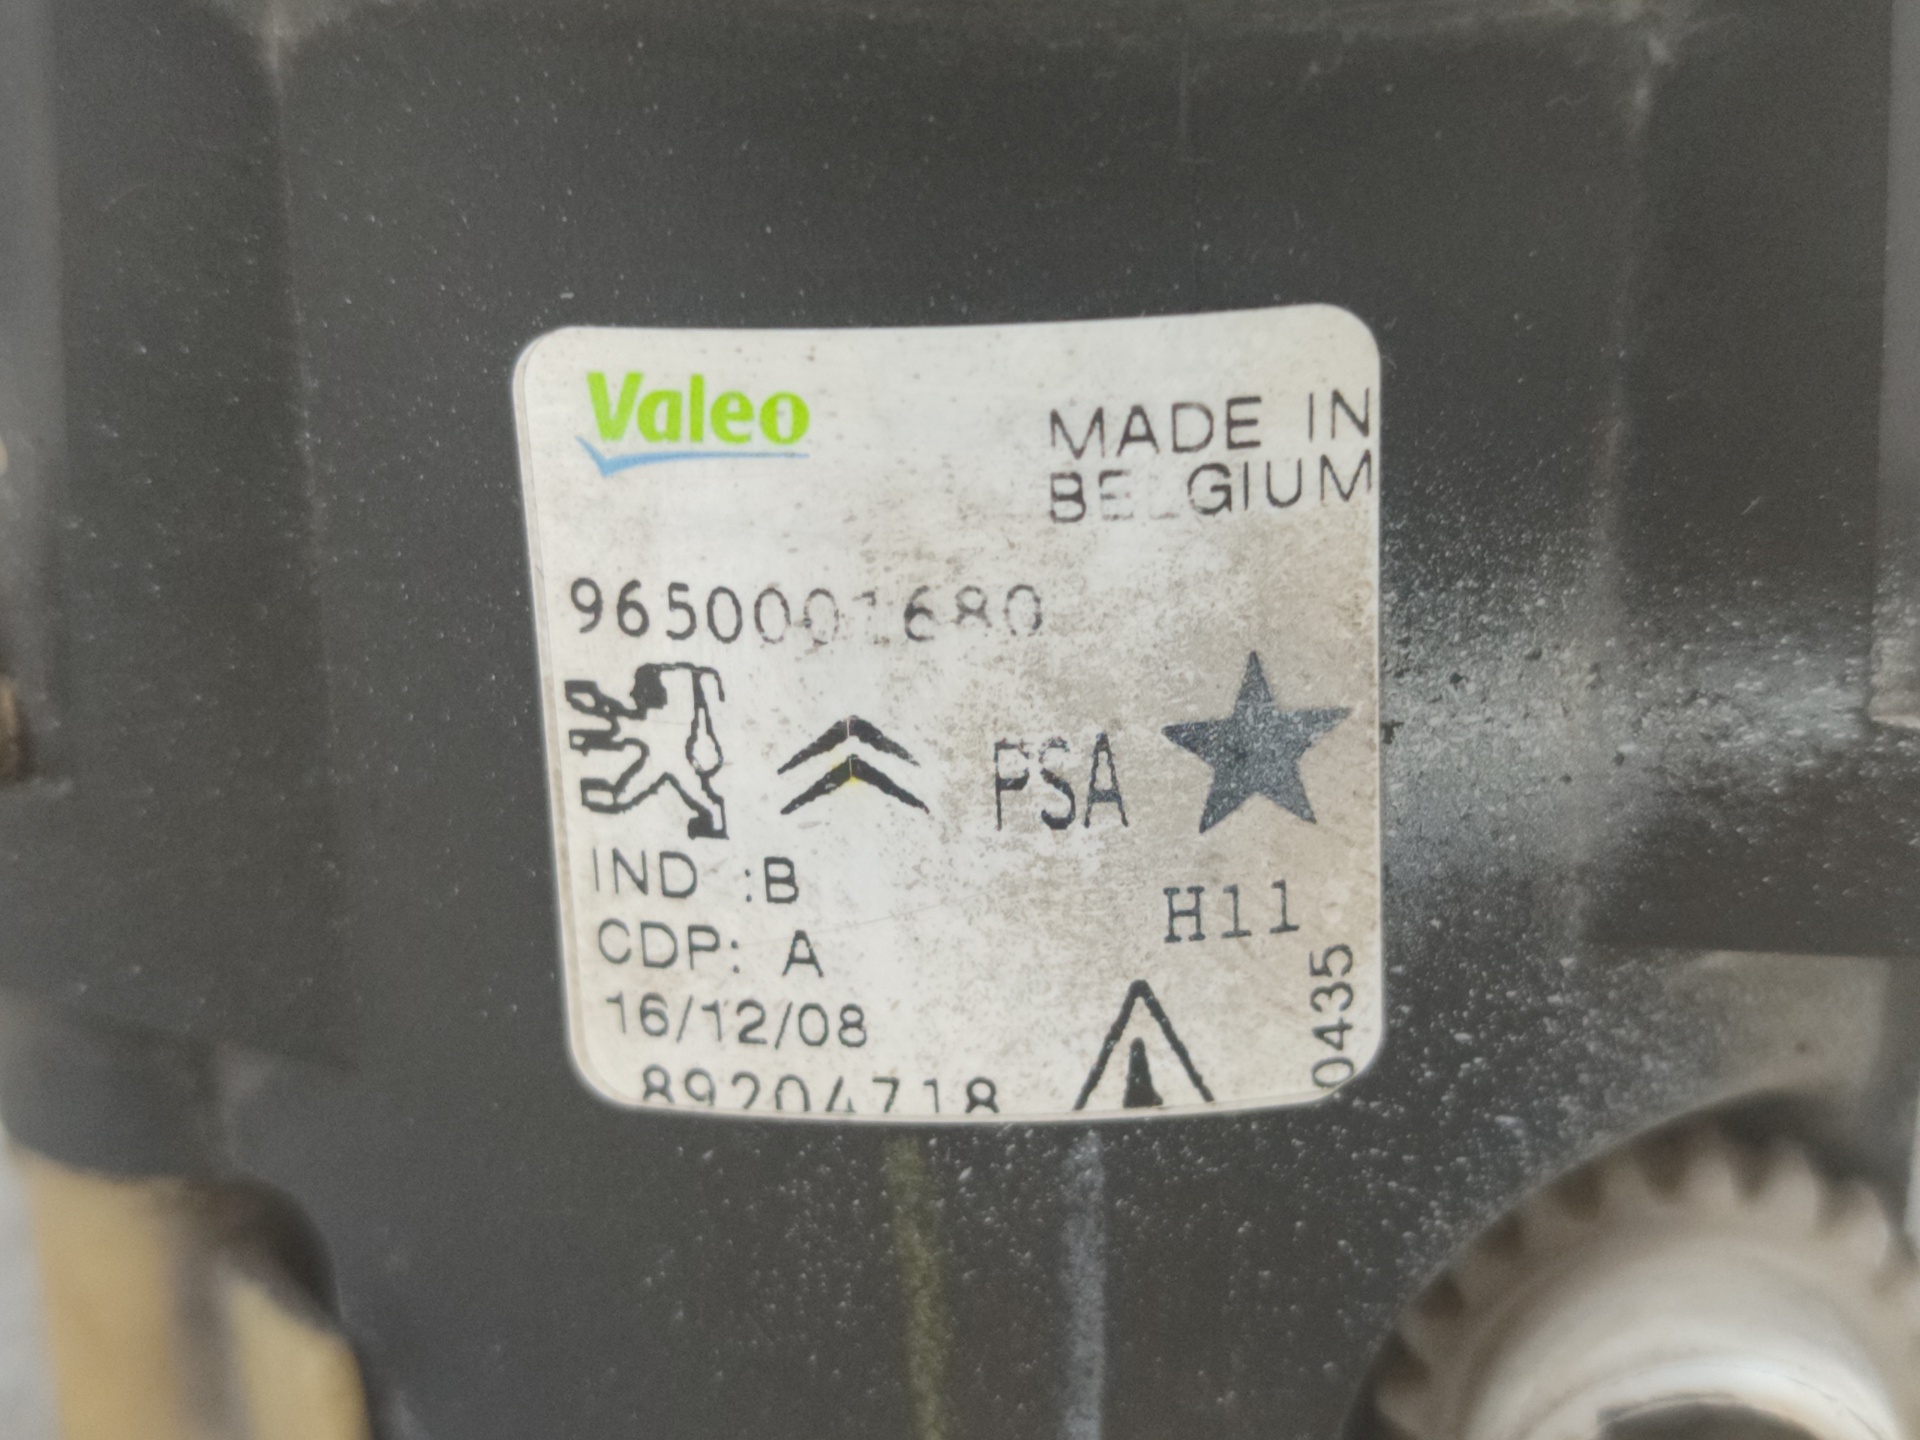 Valeo
MADE IN
BELGIUM
9650001680
PSA
IND :B
H11
CDP: A
16/12/08
0435
89204718